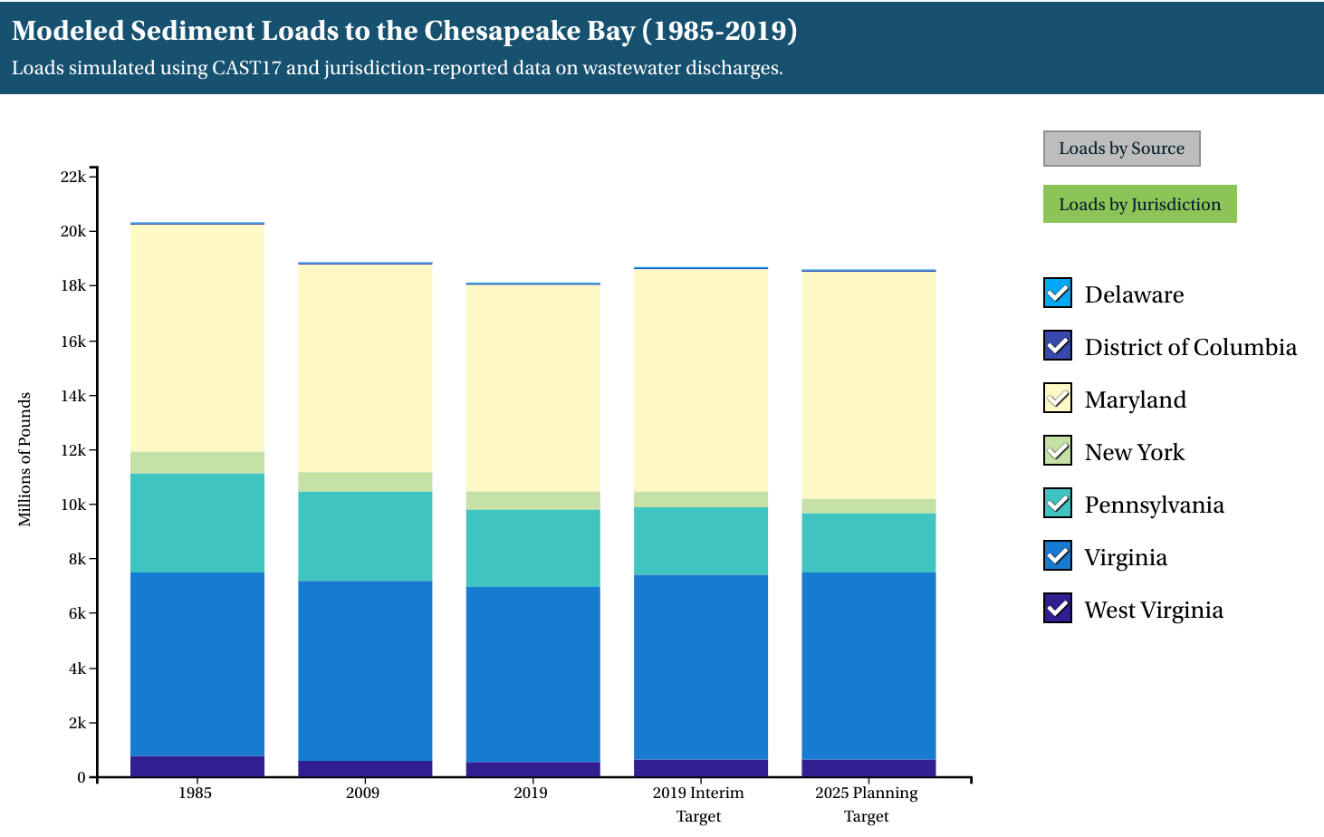 Modeled Sediment Loads to the Chesapeake Bay (1985-2019)
Loads simulated using CAST17 and jurisdiction-reported data on wastewater discharges.
Loads by Source
Loads by Jurisdiction
Delaware
District of Columbia
Maryland
New York
Pennsylvania
Virginia
West Virginia
Millions of Pounds
22k
20k
18k
16k
14k
12k
10k
8k
6k
4k
2k
0
1985
2009
2019
2019 Interim
Target
2025 Planning
Target